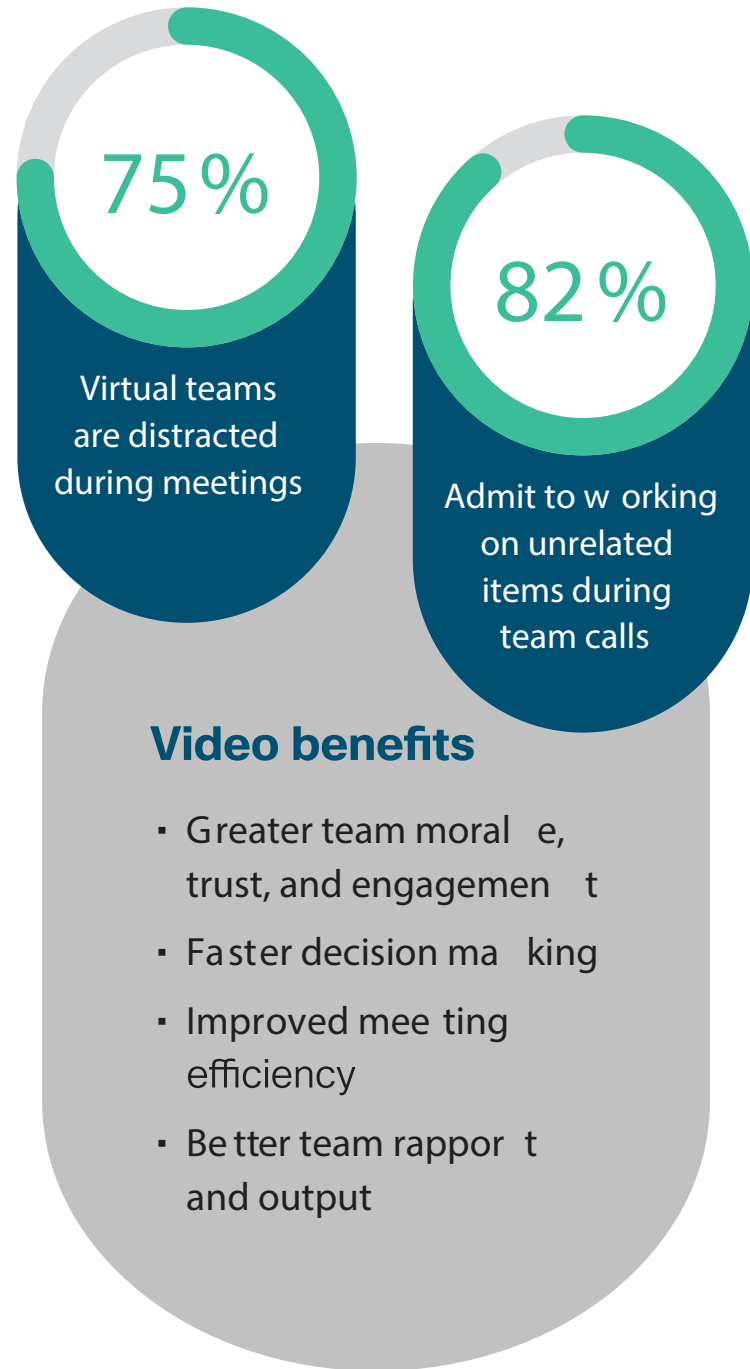 75%
Virtual teams
are distracted
during meetings
82%
Admit to w orking
on unrelated
items during
team calls
Video benefits
▪ Greater team moral e,
trust, and engagemen t
▪ Faster decision ma king
▪ Improved mee ting
efficiency
▪ Be tter team rappor t
and output